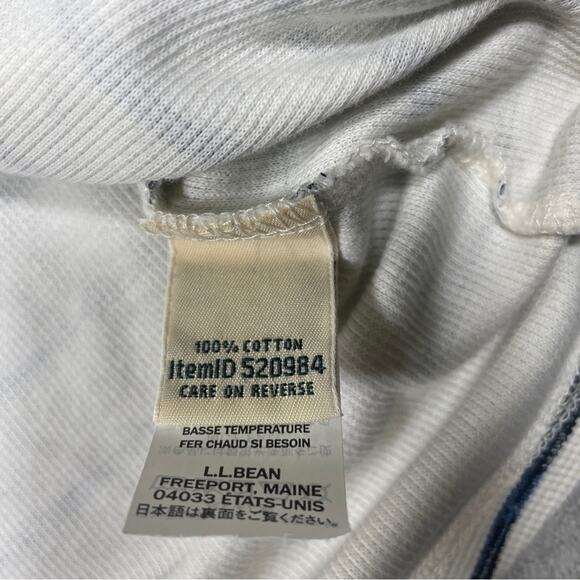 100% COTTON
ItemID 520984
CARE ON REVERSE
BASSE TEMPÉRATURE
FER CHAUD SI BESOIN
L.L.BEAN
FREEPORT, MAINE
04033 ÉTATS-UNIS
日本語は裏面をご覧ください